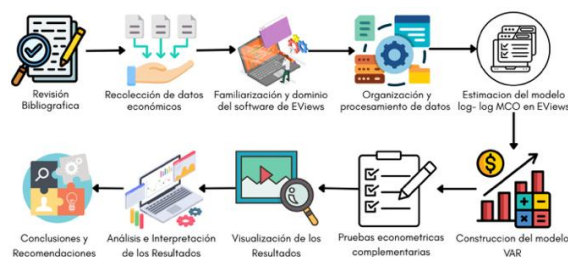 Revisión
Bibliografica
Recolección de datos
económicos
Familiarización y dominio
del software de EViews
Organización y
procesamiento de datos
Estimacion del modelo
log- log MCO en EViews
Conclusiones y
Recomendaciones
Análisis e Interpretación
de los Resultados
Visualización de los
Resultados
Pruebas econometricas
complementarias
Construccion del modelo
VAR